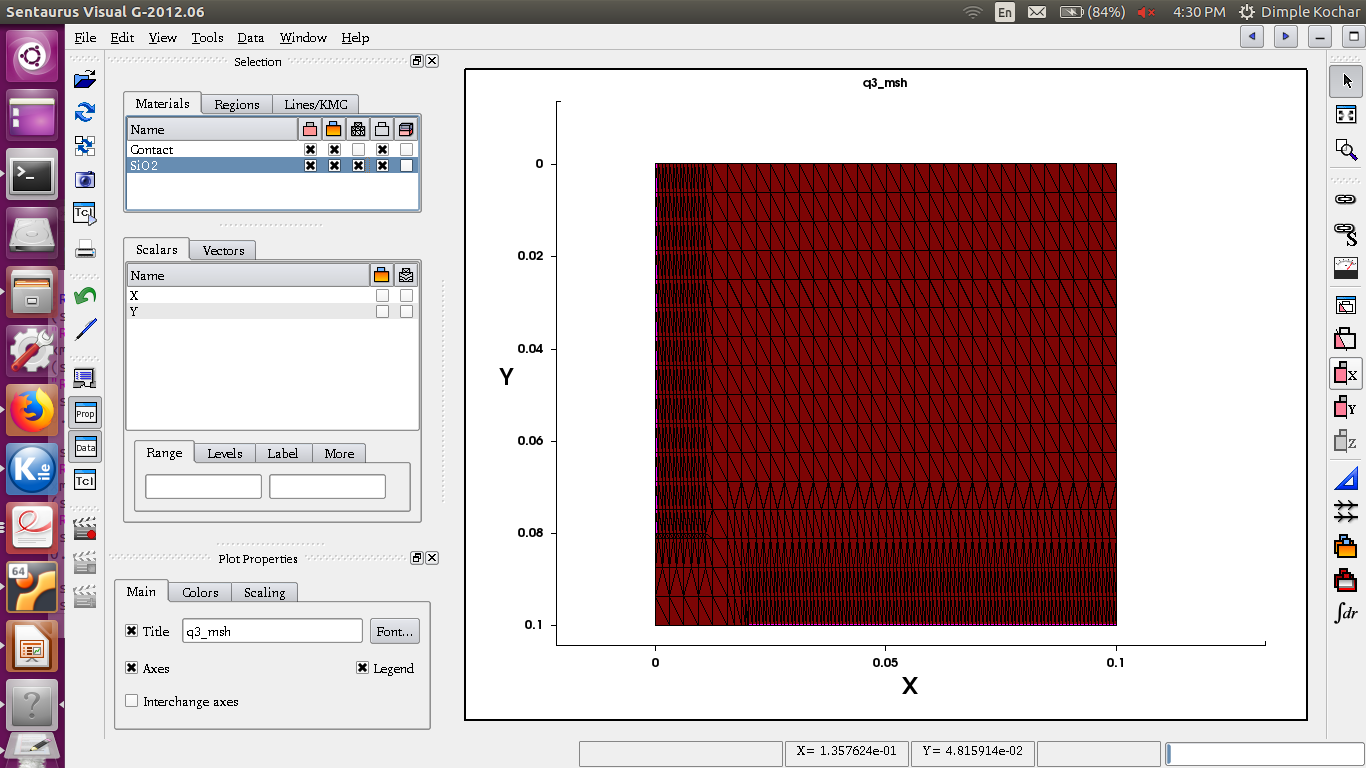 Sentaurus Visual G-2012.06
En
(84%)
4:30 PM
Dimple Kochar
File Edit View Tools Data Window Help
Selection
Materials Regions Lines/KMC
Name
Contact
SiO2
Scalars Vectors
Name
X
Y
Range Levels Label More
Plot Properties
Main Colors Scaling
Title q3_msh Font...
Axes Legend
Interchange axes
Tcl
Prop
Data
Tcl
64
q3_msh
0
0.02
0.04
0.06
0.08
0.1
Y
0 0.05 0.1
X
X
Y
Z
∫dr
X= 1.357624e-01 Y= 4.815914e-02